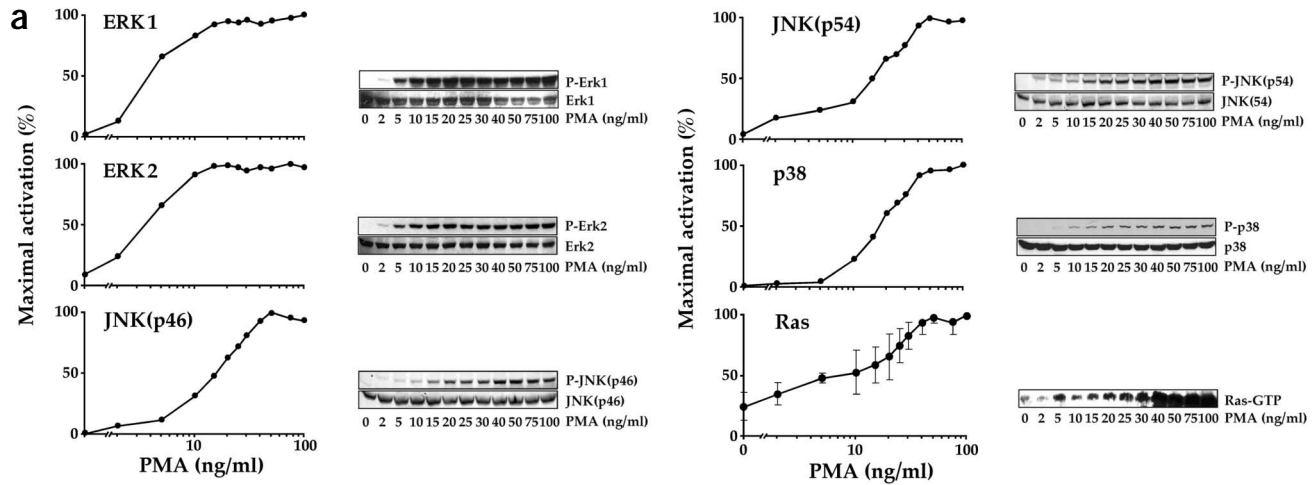 a
ERK1
100
50
0
Maximal activation (%)
P-Erk1
Erk1
0 2 5 10 15 20 25 30 40 50 75 100 PMA (ng/ml)
ERK2
100
50
0
P-Erk2
Erk2
0 2 5 10 15 20 25 30 40 50 75 100 PMA (ng/ml)
JNK(p46)
100
50
0
10 100
PMA (ng/ml)
P-JNK(p46)
JNK(p46)
0 2 5 10 15 20 25 30 40 50 75 100 PMA (ng/ml)
JNK(p54)
100
50
0
Maximal activation (%)
P-JNK(p54)
JNK(54)
0 2 5 10 15 20 25 30 40 50 75 100 PMA (ng/ml)
p38
100
50
0
P-p38
p38
0 2 5 10 15 20 25 30 40 50 75 100 PMA (ng/ml)
Ras
100
50
0
0 10 100
PMA (ng/ml)
Ras-GTP
0 2 5 10 15 20 25 30 40 50 75 100 PMA (ng/ml)